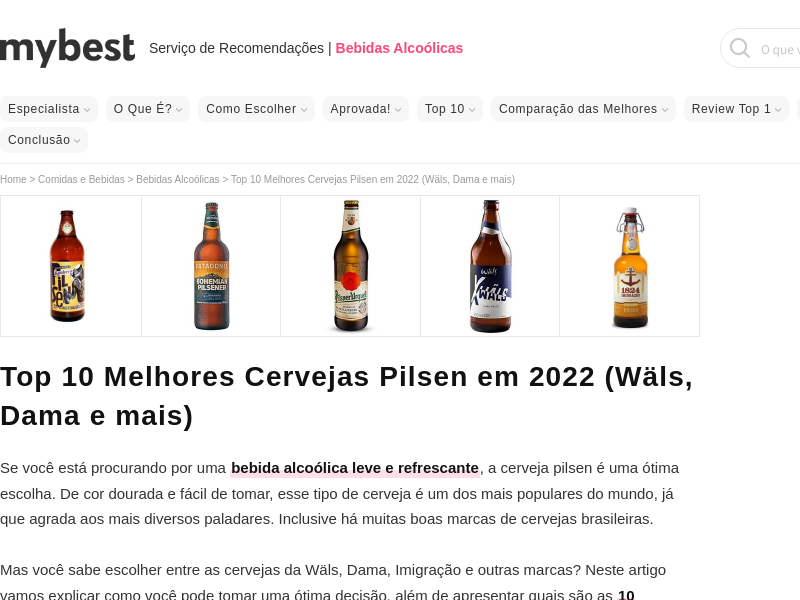 mybest Serviço de Recomendações | Bebidas Alcoólicas O que
Especialista O Que É? Como Escolher Aprovada! Top 10 Comparação das Melhores Review Top 1
Conclusão
Home > Comidas e Bebidas > Bebidas Alcoólicas > Top 10 Melhores Cervejas Pilsen em 2022 (Wäls, Dama e mais)
PATAGONIA
BOHEMIAN
PILSENER
Pilsner Urquell
Wäls
X WÄLS
1824
IMIGRAÇÃO
Top 10 Melhores Cervejas Pilsen em 2022 (Wäls,
Dama e mais)
Se você está procurando por uma bebida alcoólica leve e refrescante, a cerveja pilsen é uma ótima
escolha. De cor dourada e fácil de tomar, esse tipo de cerveja é um dos mais populares do mundo, já
que agrada aos mais diversos paladares. Inclusive há muitas boas marcas de cervejas brasileiras.
Mas você sabe escolher entre as cervejas da Wäls, Dama, Imigração e outras marcas? Neste artigo
vamos explicar como você pode tomar uma ótima decisão, além de apresentar quais são as 10